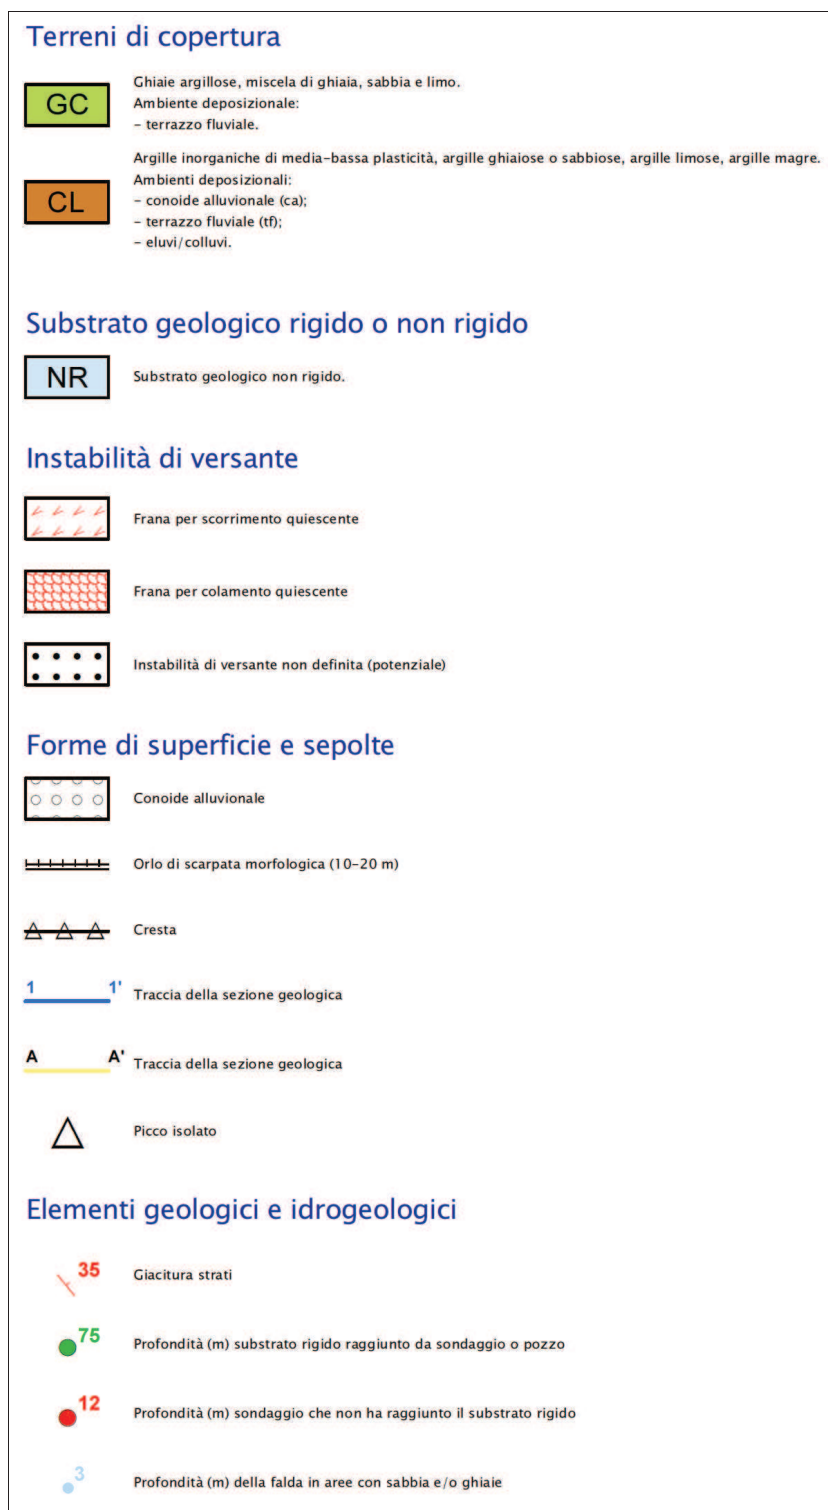 Terreni di copertura
GC
Ghiaie argillose, miscela di ghiaia, sabbia e limo.
Ambiente deposizionale:
- terrazzo fluviale.
CL
Argille inorganiche di media-bassa plasticità, argille ghiaiose o sabbiose, argille limose, argille magre.
Ambienti deposizionali:
- conoide alluvionale (ca);
- terrazzo fluviale (tf);
- eluvi/colluvi.
Substrato geologico rigido o non rigido
NR Substrato geologico non rigido.
Instabilità di versante
Frana per scorrimento quiescente
Frana per colamento quiescente
Instabilità di versante non definita (potenziale)
Forme di superficie e sepolte
Conoide alluvionale
Orlo di scarpata morfologica (10-20 m)
Cresta
1 1' Traccia della sezione geologica
A A' Traccia della sezione geologica
Picco isolato
Elementi geologici e idrogeologici
35 Giacitura strati
75 Profondità (m) substrato rigido raggiunto da sondaggio o pozzo
12 Profondità (m) sondaggio che non ha raggiunto il substrato rigido
3 Profondità (m) della falda in aree con sabbia e/o ghiaie